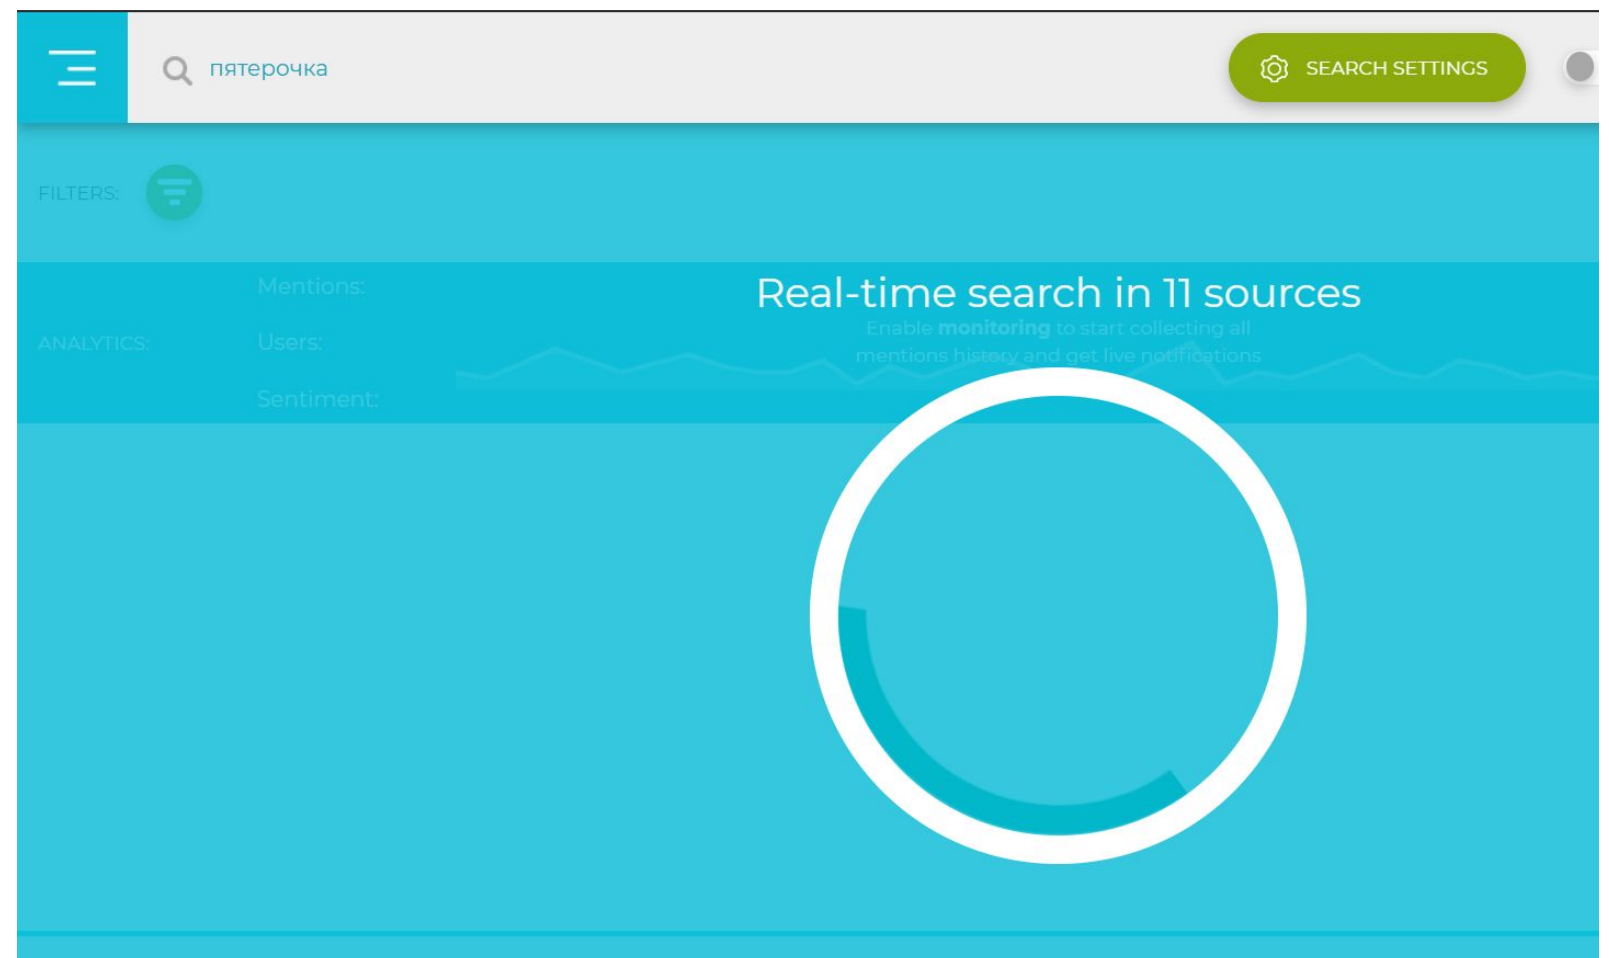 пятерочка
SEARCH SETTINGS
FILTERS:
Real-time search in 11 sources
Enable monitoring to start collecting all
mentions history and get live notifications
ANALYTICS:
Mentions:
Users:
Sentiment: